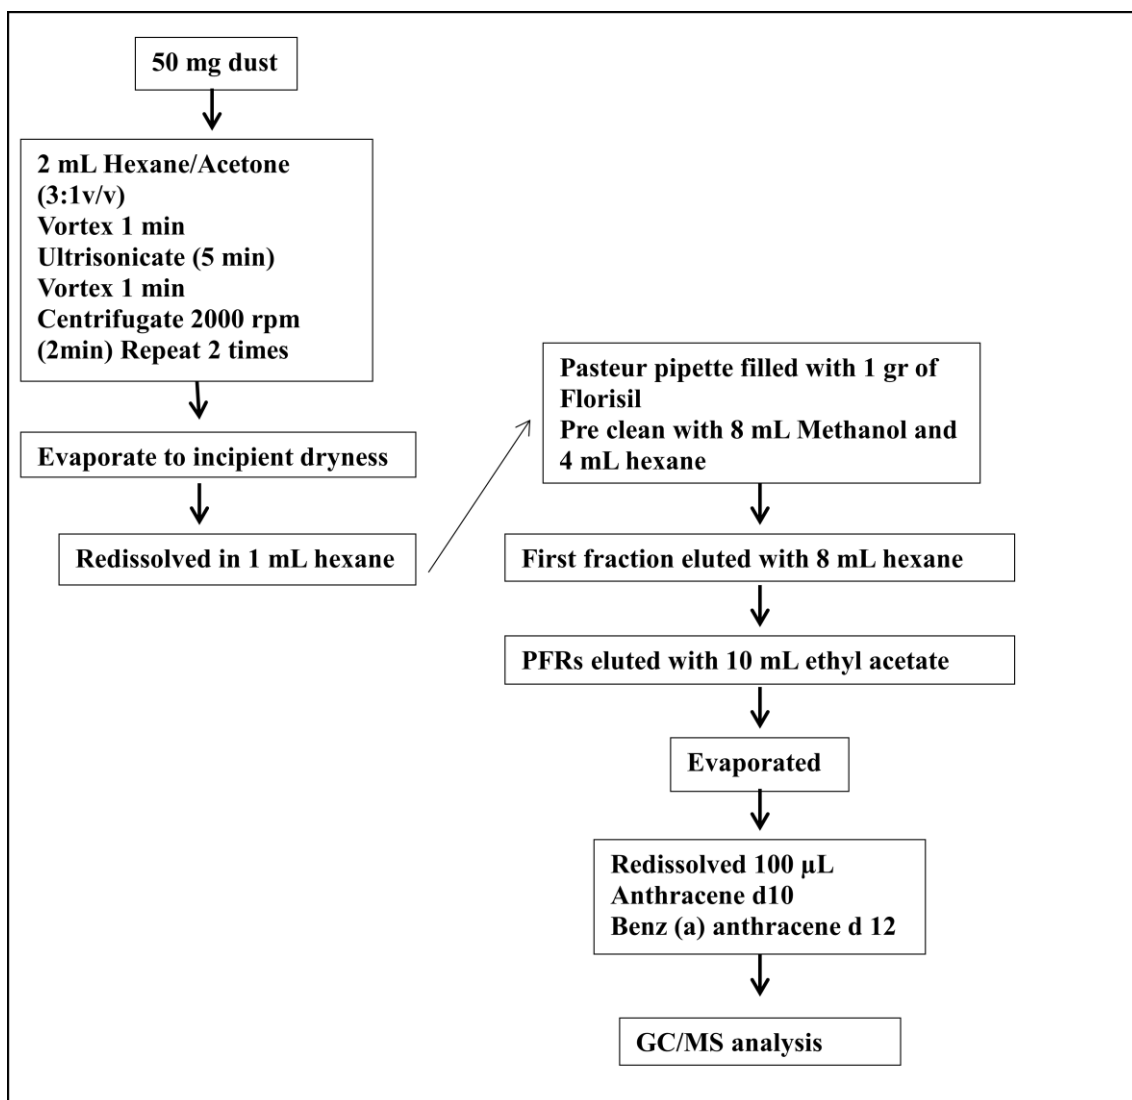 50 mg dust
2 mL Hexane/Acetone
(3:1v/v)
Vortex 1 min
Ultrisonicate (5 min)
Vortex 1 min
Centrifugate 2000 rpm
(2min) Repeat 2 times
Evaporate to incipient dryness
Redissolved in 1 mL hexane
Pasteur pipette filled with 1 gr of
Florisil
Pre clean with 8 mL Methanol and
4 mL hexane
First fraction eluted with 8 mL hexane
PFRs eluted with 10 mL ethyl acetate
Evaporated
Redissolved 100 µL
Anthracene d10
Benz (a) anthracene d 12
GC/MS analysis